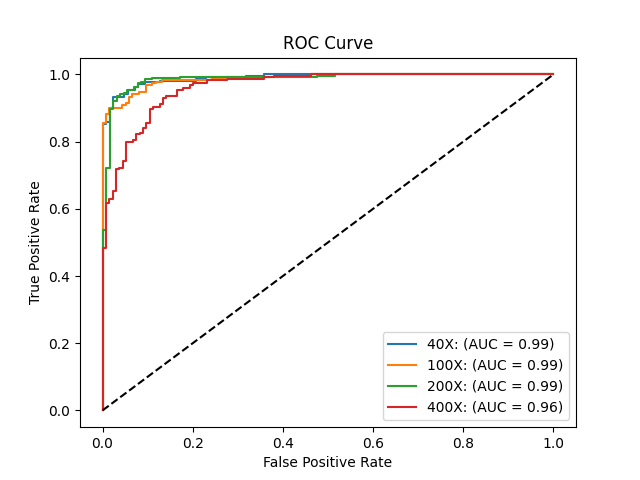 ROC Curve
True Positive Rate
1.0
0.8
0.6
0.4
0.2
0.0
40X: (AUC = 0.99)
100X: (AUC = 0.99)
200X: (AUC = 0.99)
400X: (AUC = 0.96)
0.0 0.2 0.4 0.6 0.8 1.0
False Positive Rate